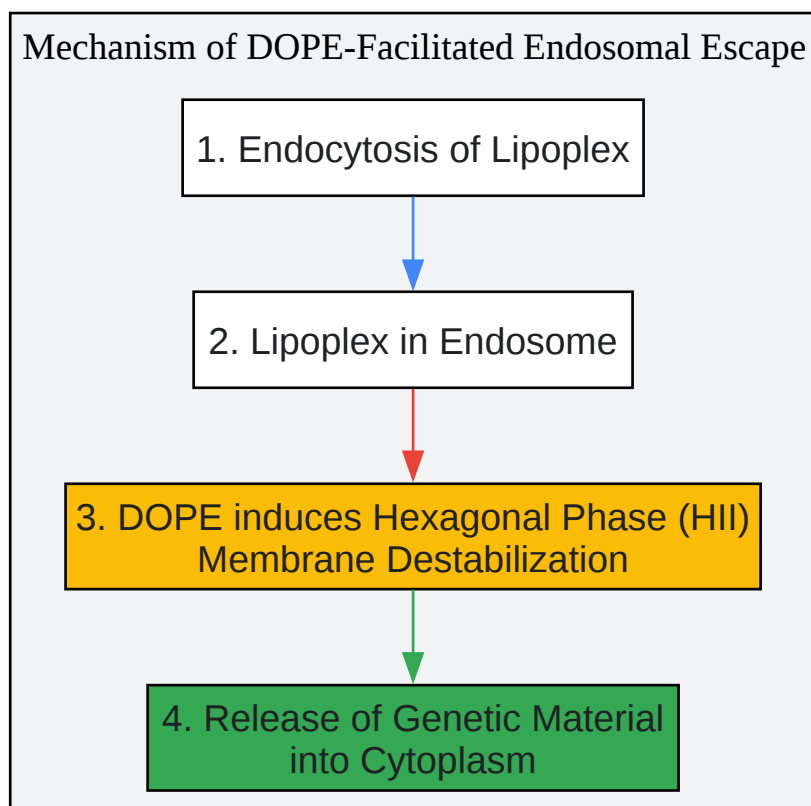 Mechanism of DOPE-Facilitated Endosomal Escape
1. Endocytosis of Lipoplex
2. Lipoplex in Endosome
3. DOPE induces Hexagonal Phase (HII)
Membrane Destabilization
4. Release of Genetic Material
into Cytoplasm